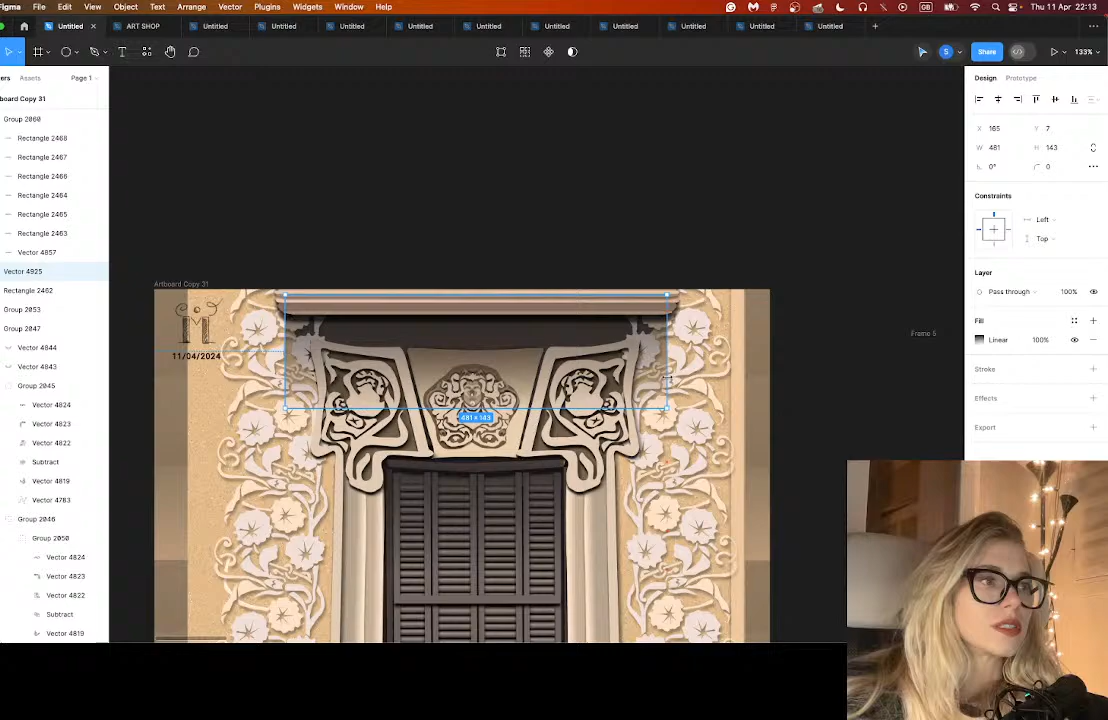 Figma File Edit View Object Text Arrange Vector Plugins Widgets Window Help GB Thu 11 Apr 22:13
Untitled ART SHOP Untitled Untitled Untitled Untitled Untitled Untitled Untitled Untitled Untitled Untitled
S Share 133%
Assets Page 1
Design Prototype
Artboard Copy 31
Group 2060
Rectangle 2468
Rectangle 2467
Rectangle 2466
Rectangle 2464
Rectangle 2465
Rectangle 2463
Vector 4857
Vector 4925
Rectangle 2462
Group 2053
Group 2047
Vector 4844
Vector 4843
Group 2045
Vector 4824
Vector 4823
Vector 4822
Subtract
Vector 4819
Vector 4783
Group 2046
Group 2050
Vector 4824
Vector 4823
Vector 4822
Subtract
Vector 4819
Artboard Copy 31
11/04/2024
481 × 143
Frame 5
X 165 Y 7
W 481 H 143
0° 0
Constraints
Left
Top
Layer
Pass through 100%
Fill
Linear 100%
Stroke
Effects
Export